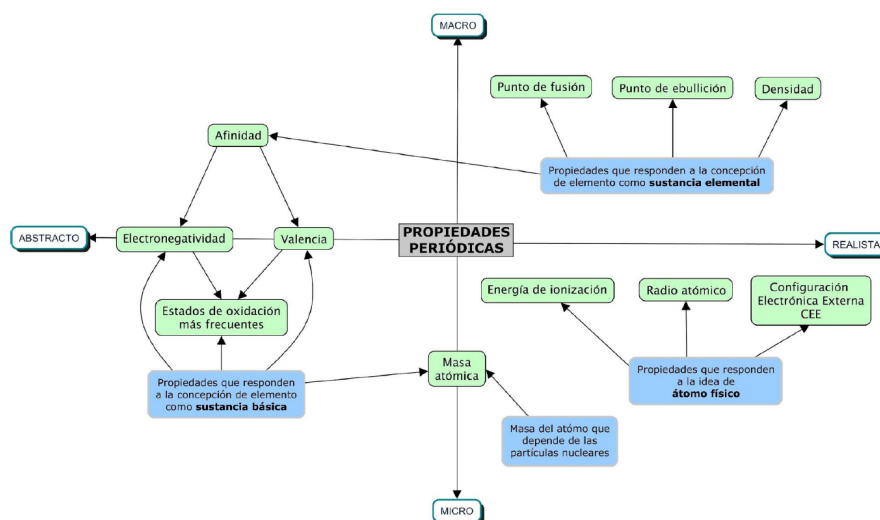 MACRO
Punto de fusión
Punto de ebullición
Densidad
Afinidad
Propiedades que responden a la concepción
de elemento como sustancia elemental
ABSTRACTO
Electronegatividad
Valencia
PROPIEDADES
PERIÓDICAS
REALISTA
Energía de ionización
Radio atómico
Configuración
Electrónica Externa
CEE
Estados de oxidación
más frecuentes
Masa
atómica
Propiedades que responden
a la concepción de elemento
como sustancia básica
Propiedades que responden
a la idea de
átomo físico
Masa del atómo que
depende de las
partículas nucleares
MICRO